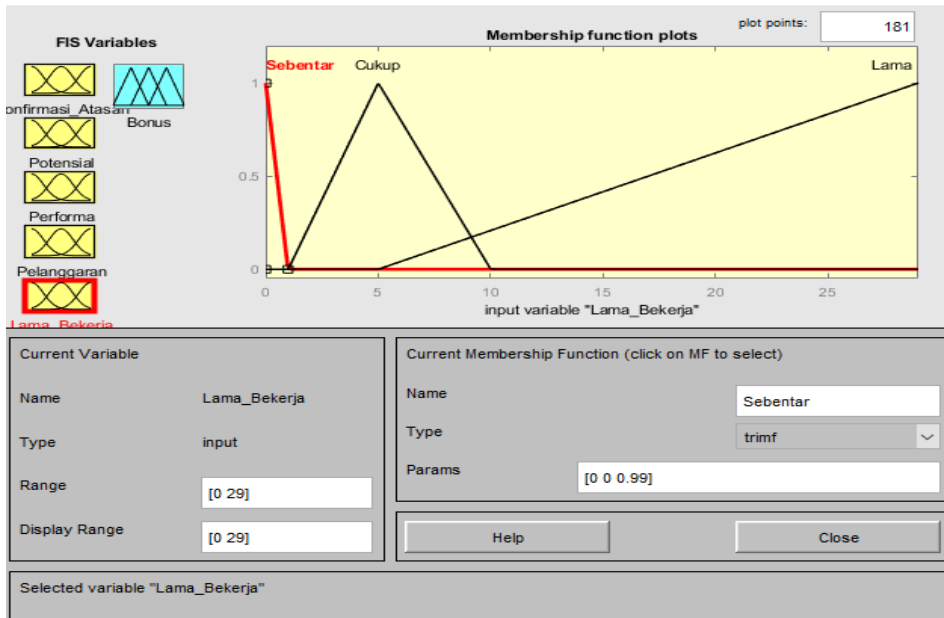 FIS Variables
onfirmasi_Atasan
Potensial
Performa
Pelanggaran
Lama_Bekerja
Bonus
Membership function plots
plot points:
181
Sebentar
Cukup
Lama
1
0.5
0
0 5 10 15 20 25
input variable "Lama_Bekerja"
Current Variable
Name Lama_Bekerja
Type input
Range [0 29]
Display Range [0 29]
Current Membership Function (click on MF to select)
Name Sebentar
Type trimf
Params [0 0 0.99]
Help
Close
Selected variable "Lama_Bekerja"